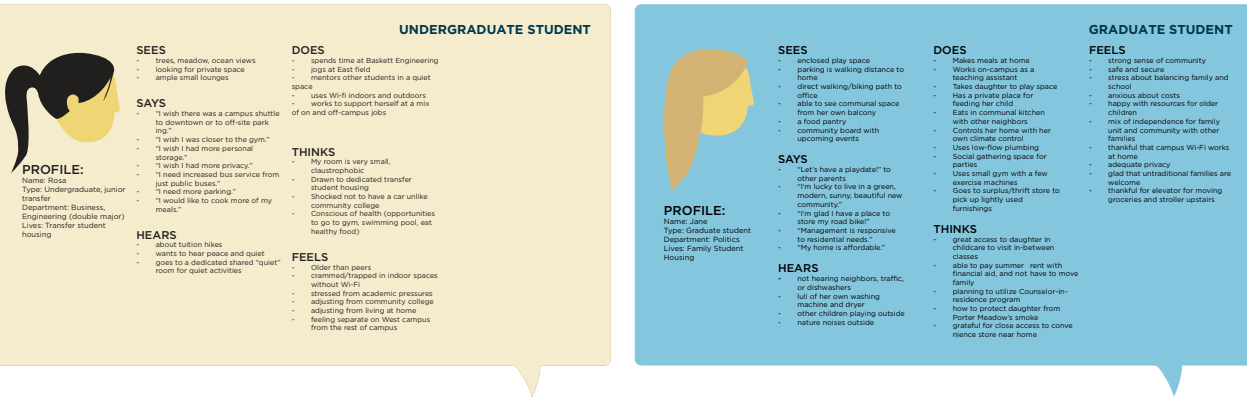 UNDERGRADUATE STUDENT
PROFILE:
Name: Rosa
Type: Undergraduate, junior
transfer
Department: Business,
Engineering (double major)
Lives: Transfer student
housing
SEES
- trees, meadow, ocean views
- looking for private space
- ample small lounges
SAYS
- "I wish there was a campus shuttle
to downtown or to off-site park
ing."
- "I wish I was closer to the gym."
- "I wish I had more personal
storage."
- "I wish I had more privacy."
- "I need increased bus service from
just public buses."
- "I need more parking."
- "I would like to cook more of my
meals."
HEARS
- about tuition hikes
- wants to hear peace and quiet
- goes to a dedicated shared "quiet"
room for quiet activities
DOES
- spends time at Baskett Engineering
- jogs at East field
- mentors other students in a quiet
space
- uses Wi-fi indoors and outdoors
- works to support herself at a mix
of on and off-campus jobs
THINKS
- My room is very small,
claustrophobic
- Drawn to dedicated transfer
student housing
- Shocked not to have a car unlike
community college
- Conscious of health (opportunities
to go to gym, swimming pool, eat
healthy food)
FEELS
- Older than peers
- crammed/trapped in indoor spaces
without Wi-Fi
- stressed from academic pressures
- adjusting from community college
- adjusting from living at home
- feeling separate on West campus
from the rest of campus
GRADUATE STUDENT
PROFILE:
Name: Jane
Type: Graduate student
Department: Politics
Lives: Family Student
Housing
SEES
- enclosed play space
- parking is walking distance to
home
- direct walking/biking path to
office
- able to see communal space
from her own balcony
- a food pantry
- community board with
upcoming events
SAYS
- "Let's have a playdate!" to
other parents
- "I'm lucky to live in a green,
modern, sunny, beautiful new
community."
- "I'm glad I have a place to
store my road bike!"
- "Management is responsive
to residential needs."
- "My home is affordable."
HEARS
- not hearing neighbors, traffic,
or dishwashers
- lull of her own washing
machine and dryer
- other children playing outside
- nature noises outside
DOES
- Makes meals at home
- Works on-campus as a
teaching assistant
- Takes daughter to play space
- Has a private place for
feeding her child
- Eats in communal kitchen
with other neighbors
- Controls her home with her
own climate control
- Uses low-flow plumbing
- Social gathering space for
parties
- Uses small gym with a few
exercise machines
- Goes to surplus/thrift store to
pick up lightly used
furnishings
THINKS
- great access to daughter in
childcare to visit in-between
classes
- able to pay summer rent with
financial aid, and not have to move
family
- planning to utilize Counselor-in-
residence program
- how to protect daughter from
Porter Meadow's smoke
- grateful for close access to conve
nience store near home
FEELS
- strong sense of community
- safe and secure
- stress about balancing family and
school
- anxious about costs
- happy with resources for older
children
- mix of independence for family
unit and community with other
families
- thankful that campus Wi-Fi works
at home
- adequate privacy
- glad that untraditional families are
welcome
- thankful for elevator for moving
groceries and stroller upstairs